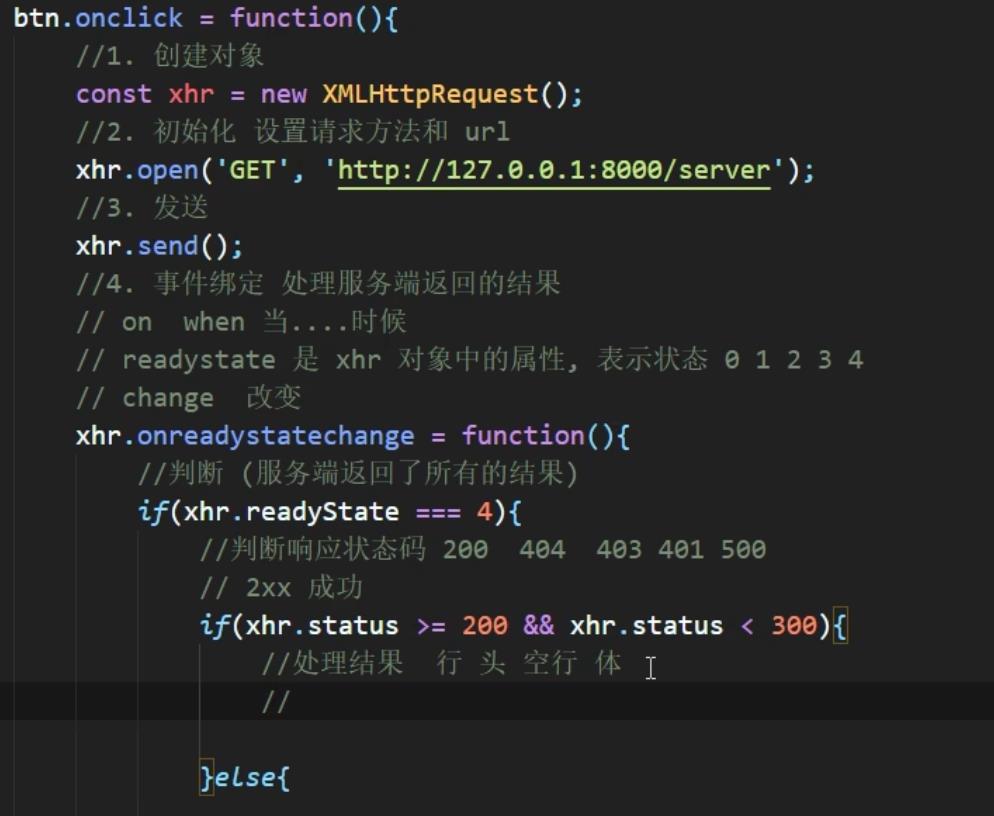 btn.onclick = function(){
//1. 创建对象
const xhr = new XMLHttpRequest();
//2. 初始化 设置请求方法和 url
xhr.open('GET', 'http://127.0.0.1:8000/server');
//3. 发送
xhr.send();
//4. 事件绑定 处理服务端返回的结果
// on  when 当....时候
// readystate 是 xhr 对象中的属性, 表示状态 0 1 2 3 4
// change  改变
xhr.onreadystatechange = function(){
//判断 (服务端返回了所有的结果)
if(xhr.readyState === 4){
//判断响应状态码 200  404  403 401 500
// 2xx 成功
if(xhr.status >= 200 && xhr.status < 300){
//处理结果  行 头 空行 体
//
}else{